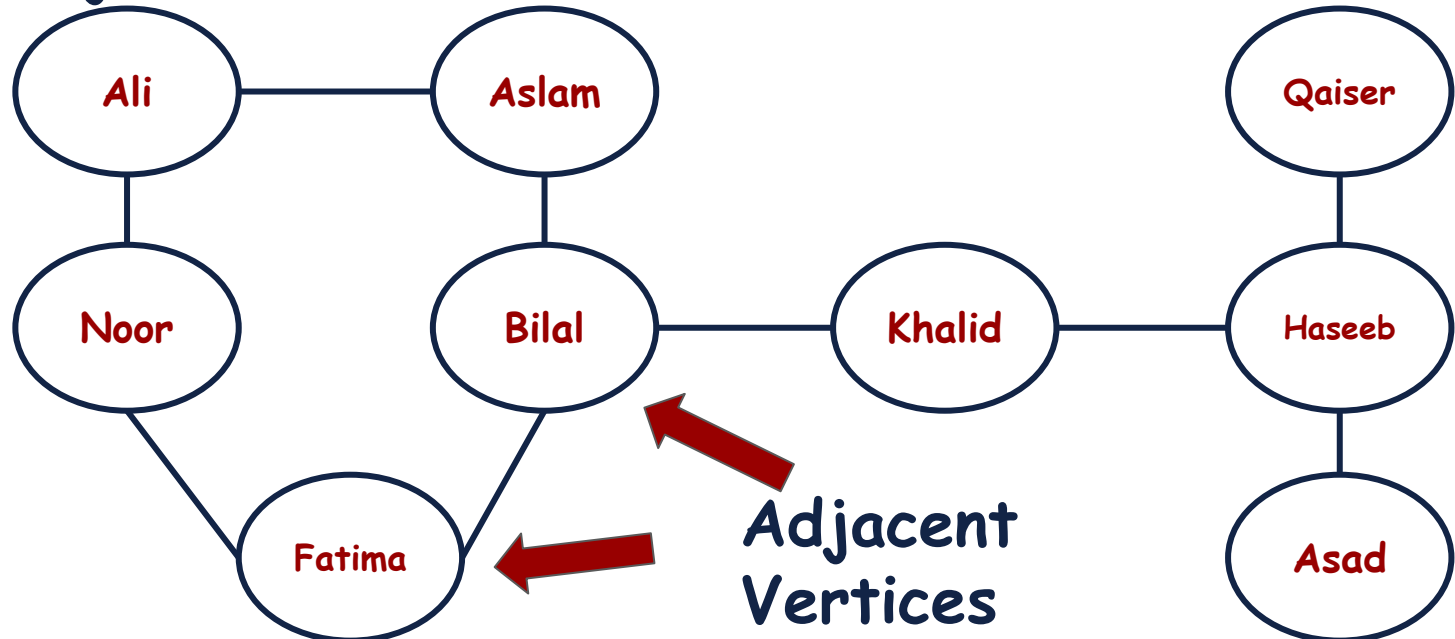 Ali
Aslam
Qaiser
Noor
Bilal
Khalid
Haseeb
Fatima
Adjacent
Vertices
Asad